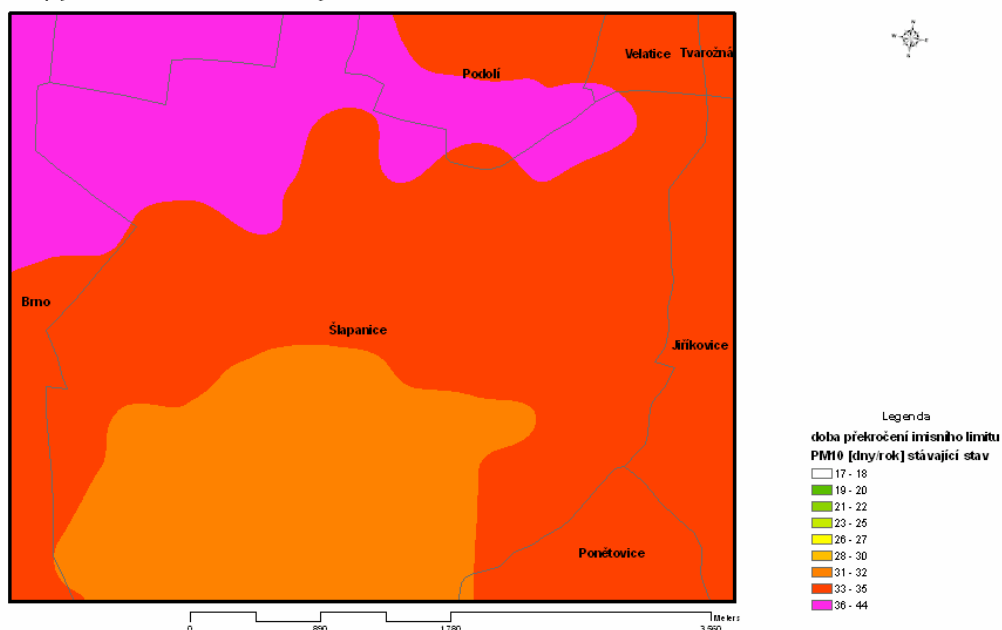 Podolí
Velatice
Tvarožná
Brno
Šlapanice
Jiříkovice
Ponětovice
Legenda
doba překročení imisního limitu
PM10 [dny/rok] stávající stav
17 - 18
19 - 20
21 - 22
23 - 25
26 - 27
28 - 30
31 - 32
33 - 35
36 - 44
Meters
0 890 1.780 3.560